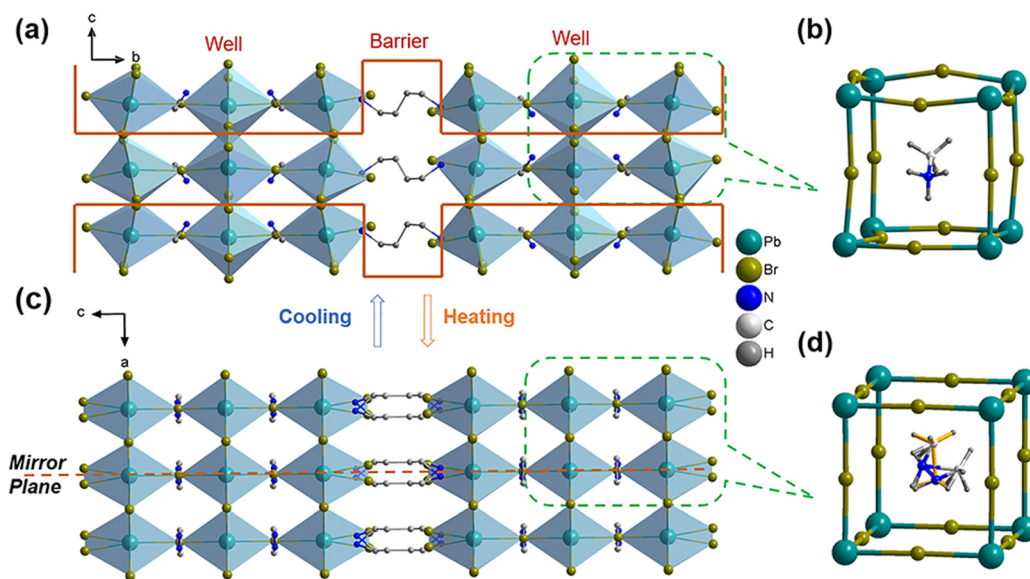 (a)
c
b
Well
Barrier
Well
(b)
Pb
Br
N
C
H
Cooling
Heating
(c)
c
a
Mirror
Plane
(d)